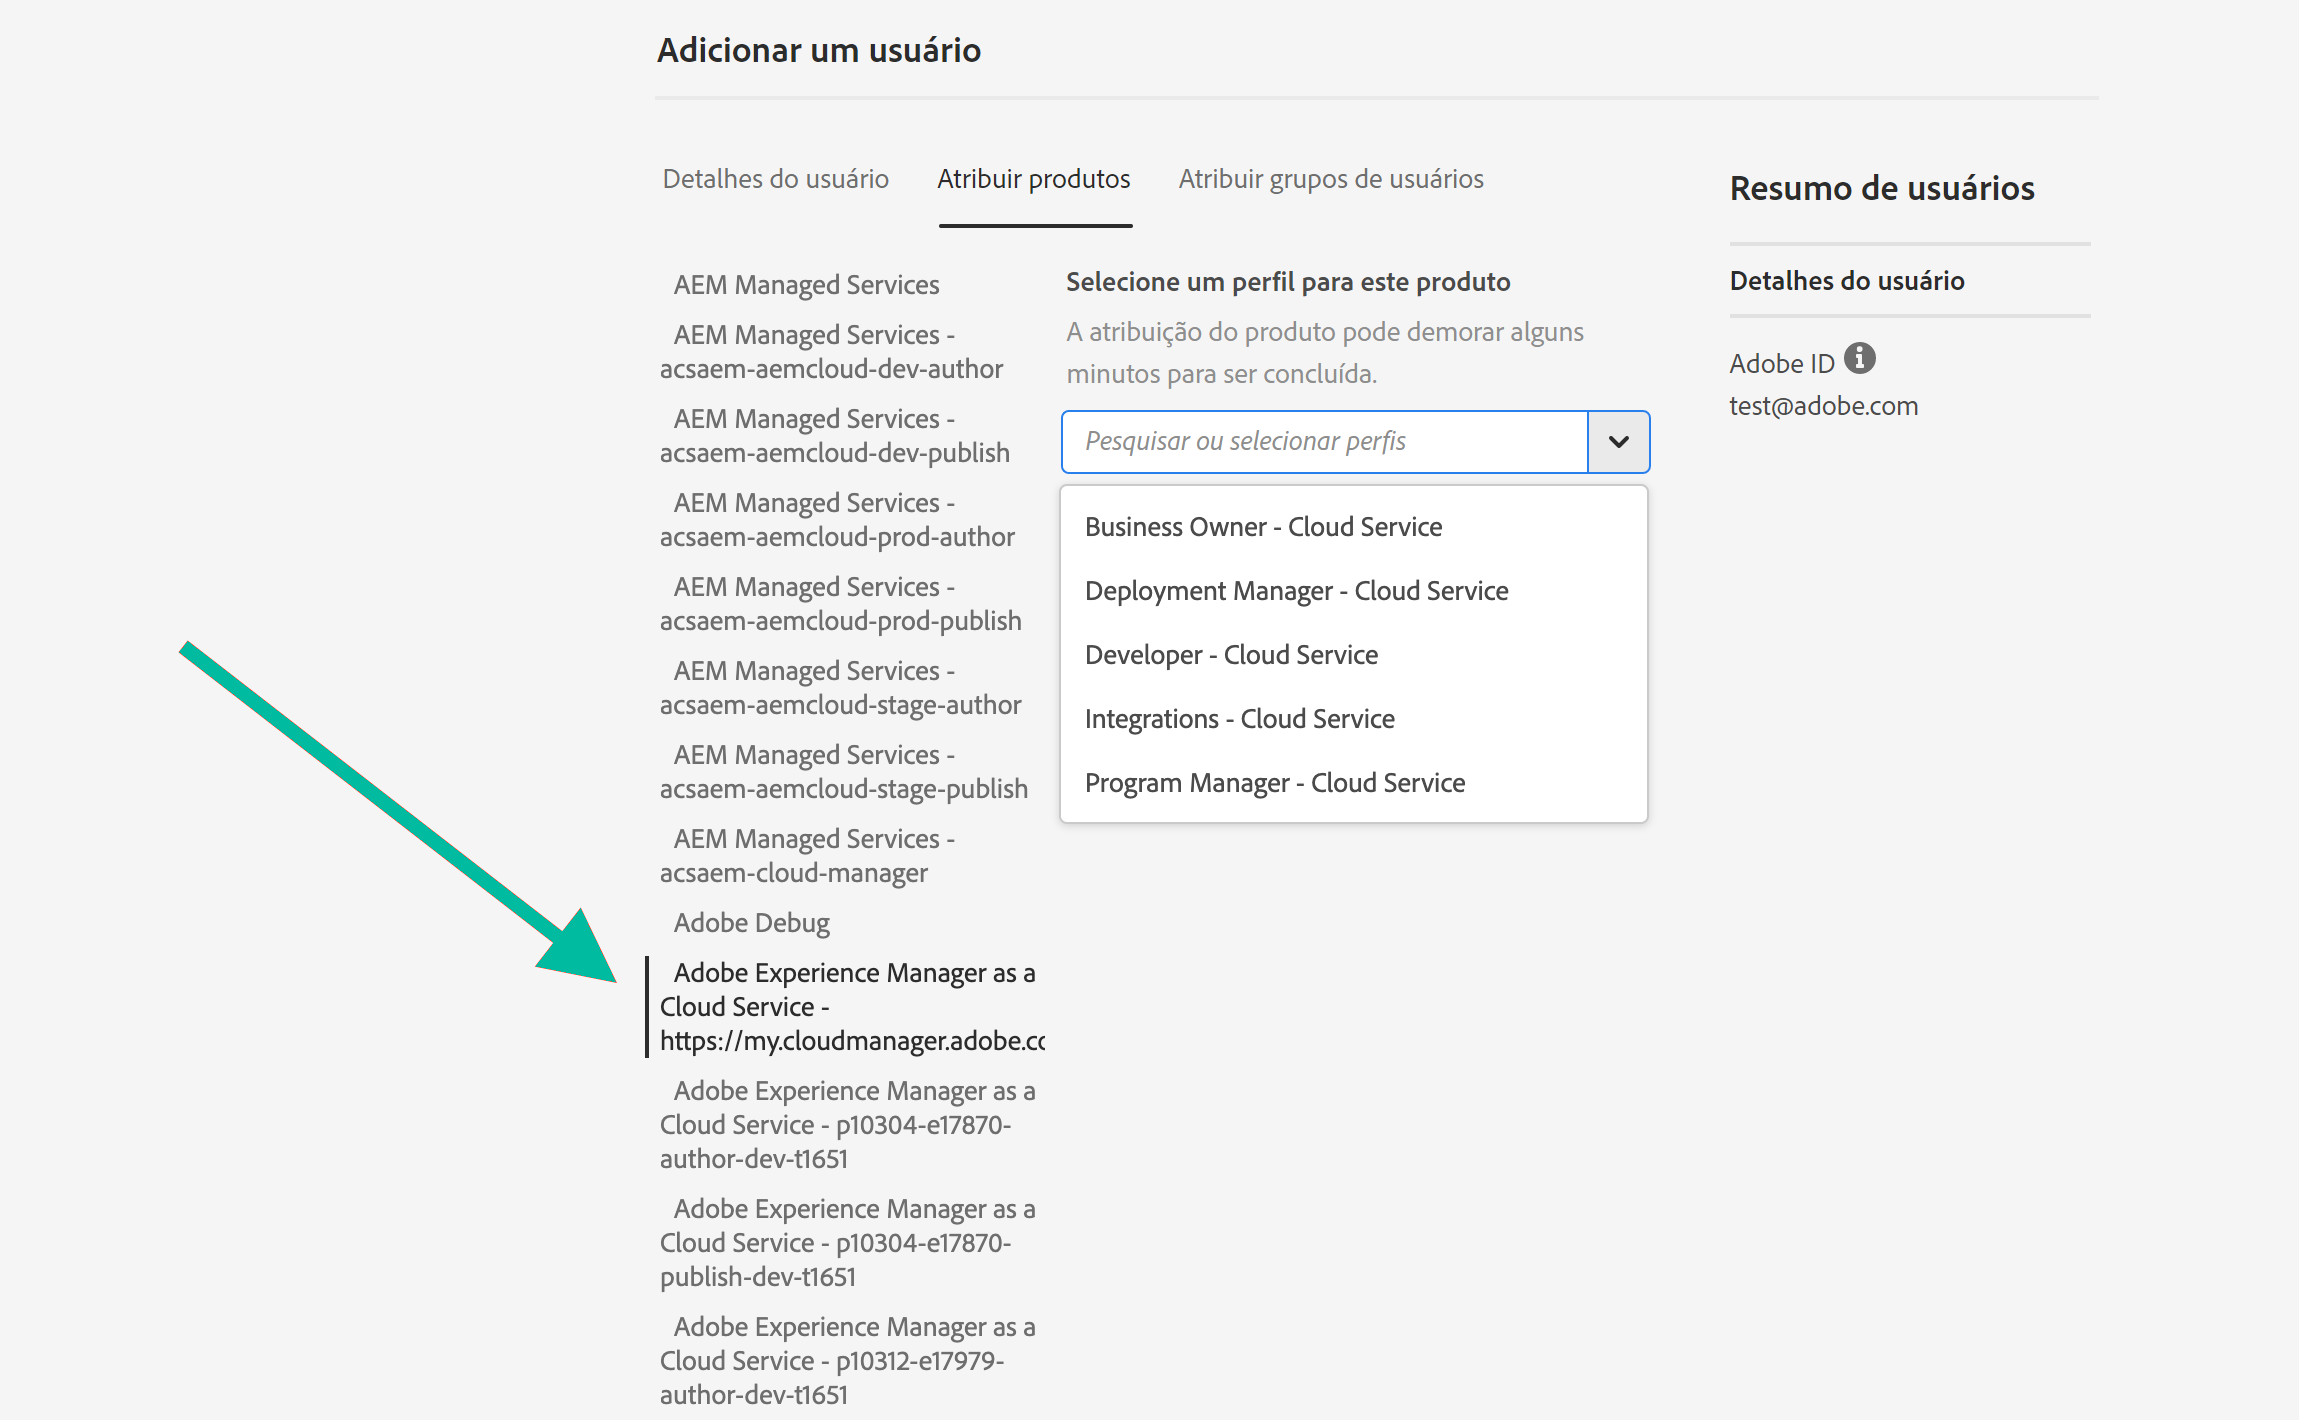 Adicionar um usuário
Detalhes do usuário
Atribuir produtos
Atribuir grupos de usuários
AEM Managed Services
AEM Managed Services -
acsaem-aemcloud-dev-author
AEM Managed Services -
acsaem-aemcloud-dev-publish
AEM Managed Services -
acsaem-aemcloud-prod-author
AEM Managed Services -
acsaem-aemcloud-prod-publish
AEM Managed Services -
acsaem-aemcloud-stage-author
AEM Managed Services -
acsaem-aemcloud-stage-publish
AEM Managed Services -
acsaem-cloud-manager
Adobe Debug
Adobe Experience Manager as a
Cloud Service -
https://my.cloudmanager.adobe.co
Adobe Experience Manager as a
Cloud Service - p10304-e17870-
author-dev-t1651
Adobe Experience Manager as a
Cloud Service - p10304-e17870-
publish-dev-t1651
Adobe Experience Manager as a
Cloud Service - p10312-e17979-
author-dev-t1651
Selecione um perfil para este produto
A atribuição do produto pode demorar alguns
minutos para ser concluída.
Pesquisar ou selecionar perfis
Business Owner - Cloud Service
Deployment Manager - Cloud Service
Developer - Cloud Service
Integrations - Cloud Service
Program Manager - Cloud Service
Resumo de usuários
Detalhes do usuário
Adobe ID
test@adobe.com